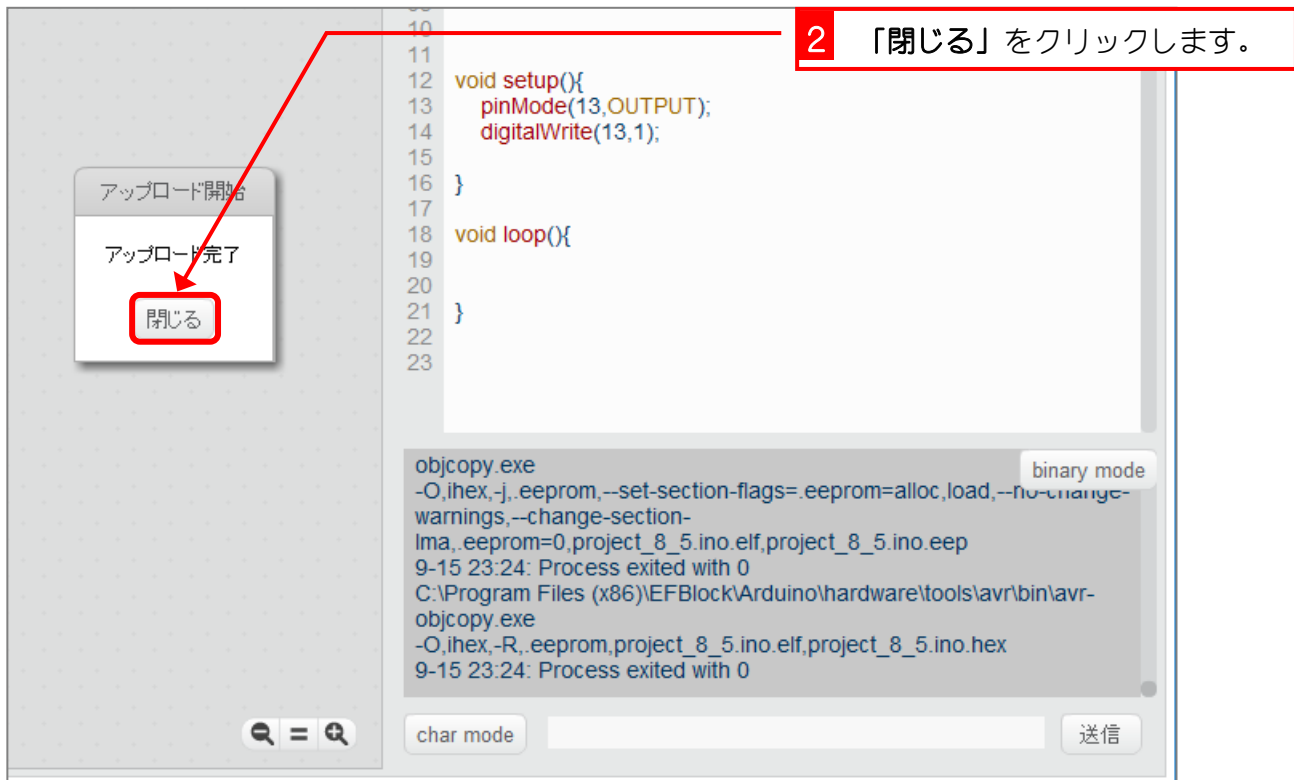 2 「閉じる」をクリックします。
10
11
12 void setup(){
13 pinMode(13,OUTPUT);
14 digitalWrite(13,1);
15
16 }
17
18 void loop(){
19
20
21 }
22
23
アップロード開始
アップロード完了
閉じる
binary mode
objcopy.exe
-O,ihex,-j,.eeprom,--set-section-flags=.eeprom=alloc,load,--no-change-
warnings,--change-section-
lma,.eeprom=0,project_8_5.ino.elf,project_8_5.ino.eep
9-15 23:24: Process exited with 0
C:\Program Files (x86)\EFBlock\Arduino\hardware\tools\avr\bin\avr-
objcopy.exe
-O,ihex,-R,.eeprom,project_8_5.ino.elf,project_8_5.ino.hex
9-15 23:24: Process exited with 0
char mode
送信